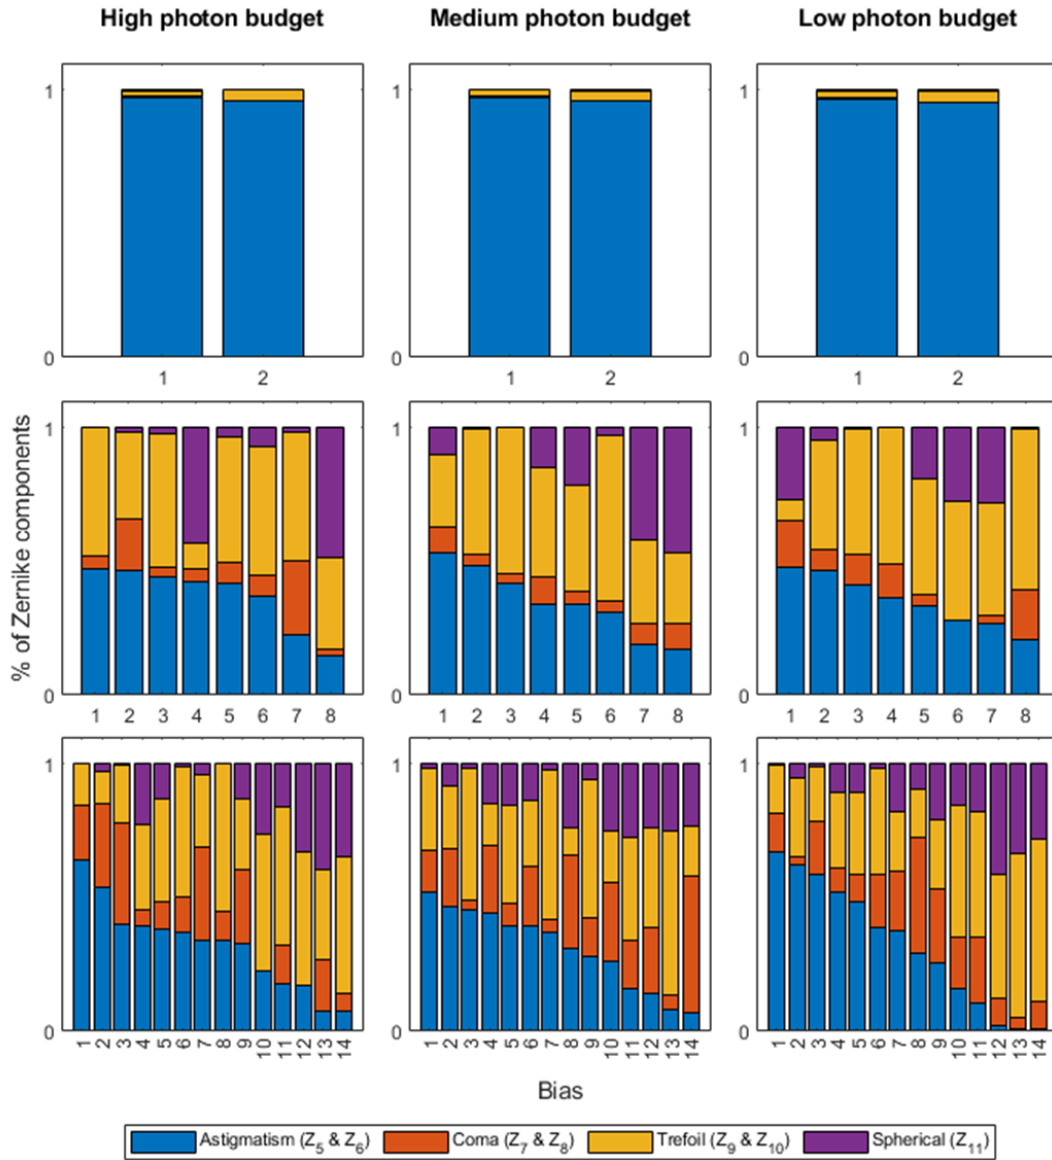 High photon budget Medium photon budget Low photon budget
1 1 1
0 0 0
1 2 1 2 1 2
% of Zernike components
1 1 1
0 0 0
1 2 3 4 5 6 7 8 1 2 3 4 5 6 7 8 1 2 3 4 5 6 7 8
1 1 1
0 0 0
1 2 3 4 5 6 7 8 9 10 11 12 13 14 1 2 3 4 5 6 7 8 9 10 11 12 13 14 1 2 3 4 5 6 7 8 9 10 11 12 13 14
Bias
Astigmatism (Z5 & Z6) Coma (Z7 & Z8) Trefoil (Z9 & Z10) Spherical (Z11)